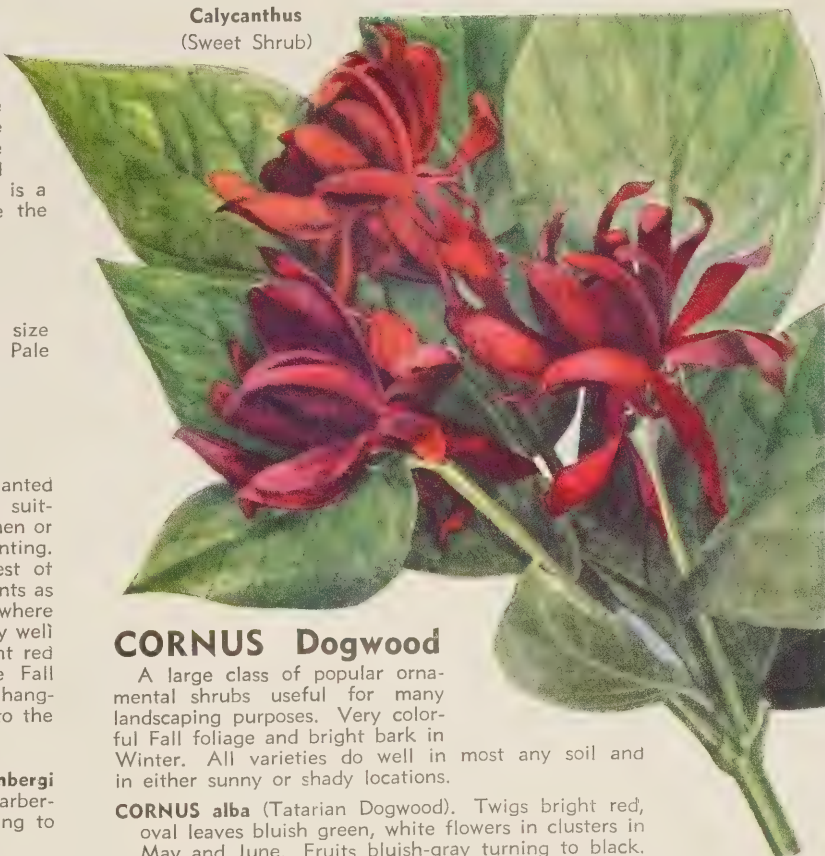 Calycanthus
(Sweet Shrub)
is a
the
size
Pale
anted
suit-
en or
nting.
est of
nts as
where
y well
nt red
Fall
hang-
to the
nbergi
arber-
ng to
CORNUS Dogwood
A large class of popular orna-
mental shrubs useful for many
landscaping purposes. Very color-
ful Fall foliage and bright bark in
Winter. All varieties do well in most any soil and
in either sunny or shady locations.
CORNUS alba (Tatarian Dogwood). Twigs bright red,
oval leaves bluish green, white flowers in clusters in
May and June. Fruits bluish-gray turning to black.